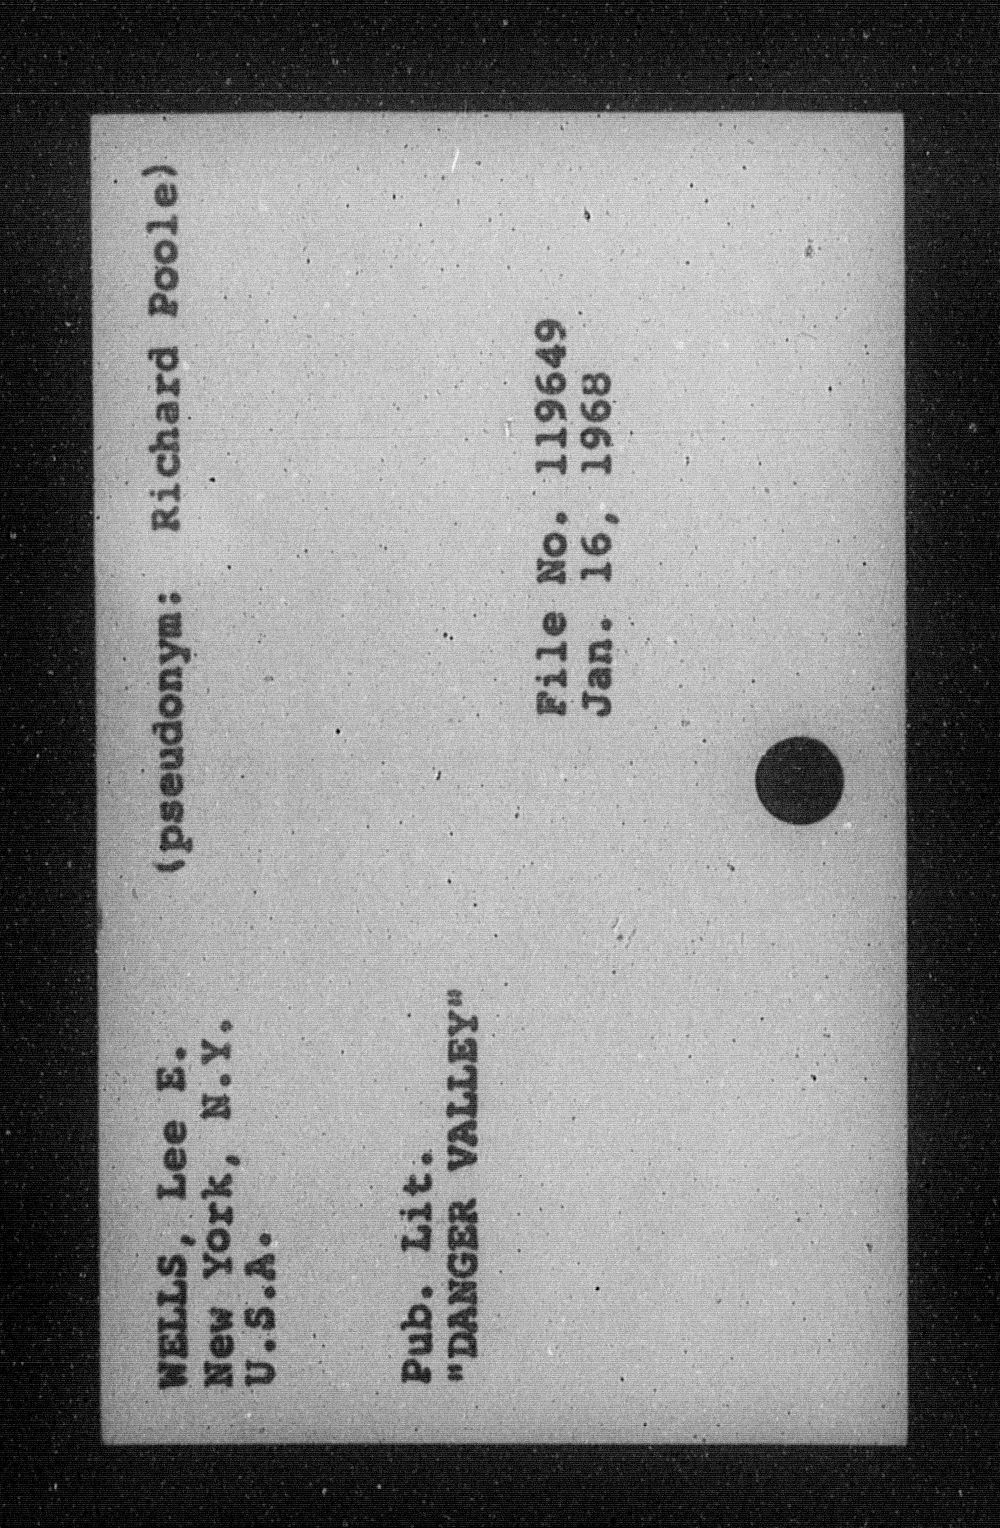 WELLS, Lee E. (pseudonym: Richard Poole)
New York, N.Y.
U.S.A.
Pub. Lit.
"DANGER VALLEY"
File No. 119649
Jan. 16, 1968